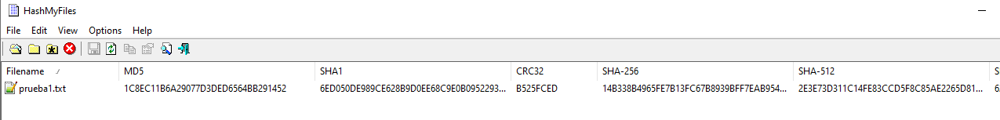 HashMyFiles
File Edit View Options Help
Filename MD5 SHA1 CRC32 SHA-256 SHA-512
prueba1.txt 1C8EC11B6A29077D3DED6564BB291452 6ED050DE989CE628B9D0EE68C9E0B0952293... B525FCED 14B338B4965FE7B13FC67B8939BFF7EAB954... 2E3E73D311C14FE83CCD5F8C85AE2265D81...